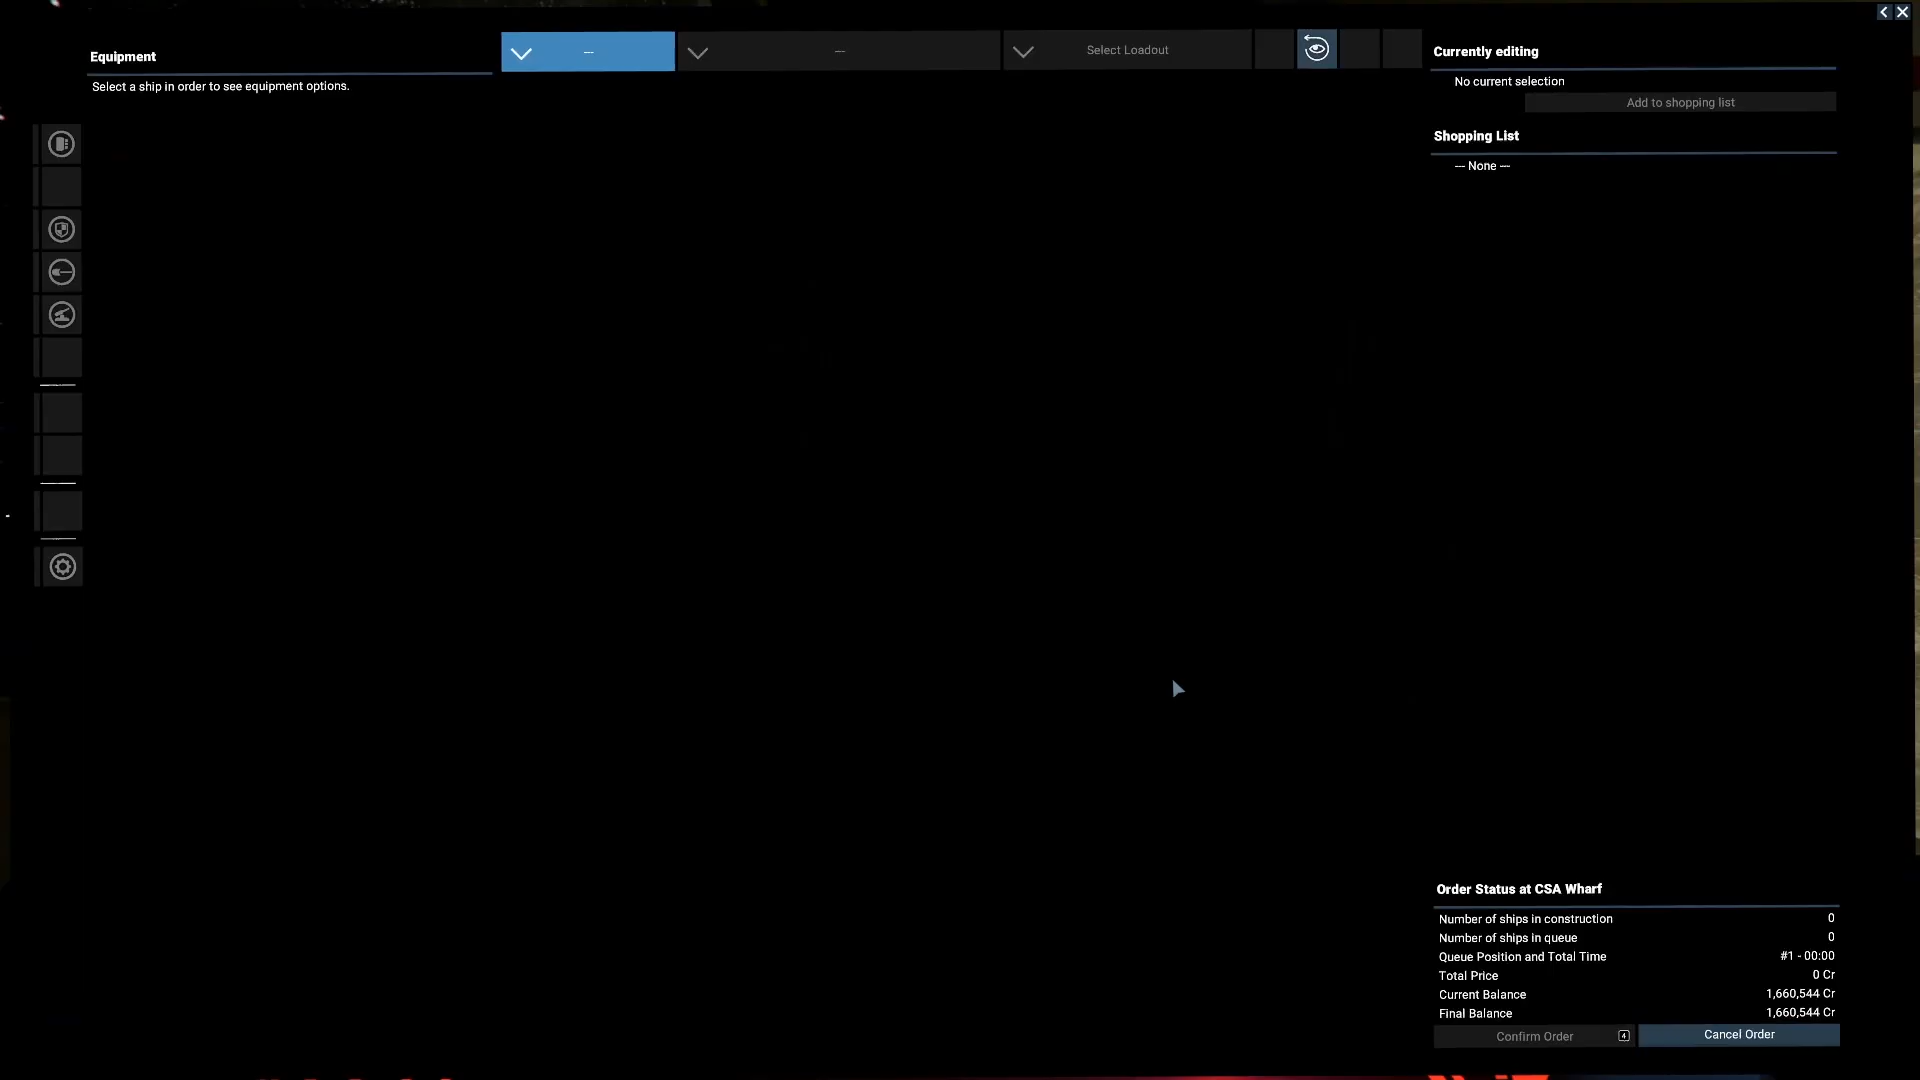 Equipment
Select a ship in order to see equipment options.
---
---
Select Loadout
Currently editing
No current selection
Add to shopping list
Shopping List
--- None ---
Order Status at CSA Wharf
Number of ships in construction 0
Number of ships in queue 0
Queue Position and Total Time #1 - 00:00
Total Price 0 Cr
Current Balance 1,660,544 Cr
Final Balance 1,660,544 Cr
Confirm Order 4
Cancel Order